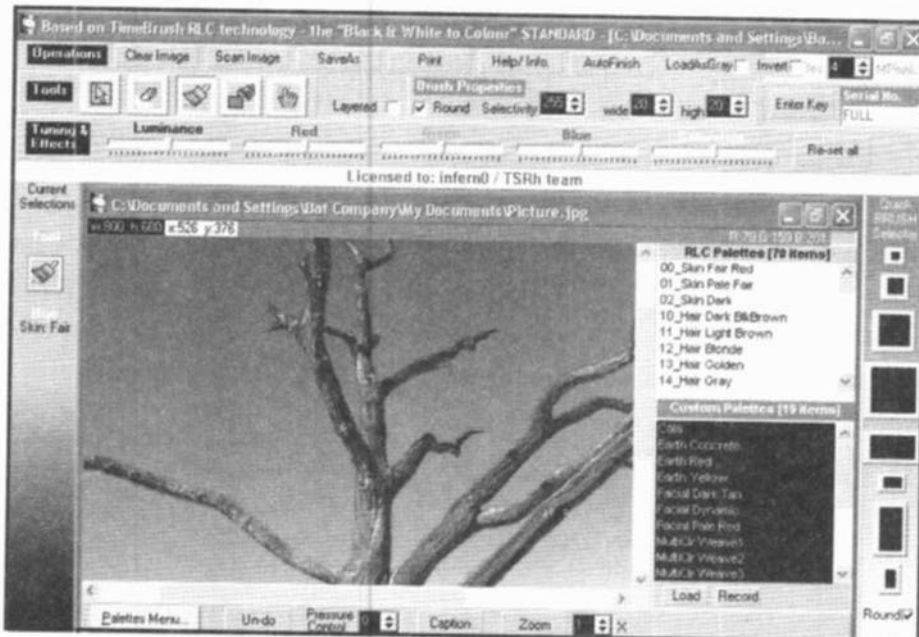 Based on TimeBrush RLC technology - the "Black & White to Colour" STANDARD - [C:\Documents and Settings\Ba...
Operations Clear Image Scan Image SaveAs Print Help/ Info. AutoFinish LoadAsGray Invert 4
Tools Layered Brush Properties
Round Selectivity 255 wide 20 high 20 Enter Key Serial No.
FULL
Tuning & Effects Luminance Red Green Blue Re-set all
Licensed to: infern0 / TSRh team
Current Selections
Tool
Skin: Fair
C:\Documents and Settings\Bat Company\My Documents\Picture.jpg
w:800 h:600 x:526 y:376
RLC Palettes [78 items]
00_Skin Fair Red
01_Skin Pale Fair
02_Skin Dark
10_Hair Dark BlkBrown
11_Hair Light Brown
12_Hair Blonde
13_Hair Golden
14_Hair Gray
Custom Palettes [19 items]
Earth Concrete
Earth Red
Earth Yellow
Facial Dark Tan
Facial Dynamic
Facial Pale Red
MultiClr Weave1
MultiClr Weave2
MultiClr Weave3
Load Record
Quick BRUSH Selector
Round
Palettes Menu... Un-do Pressure Control 0 Caption Zoom X